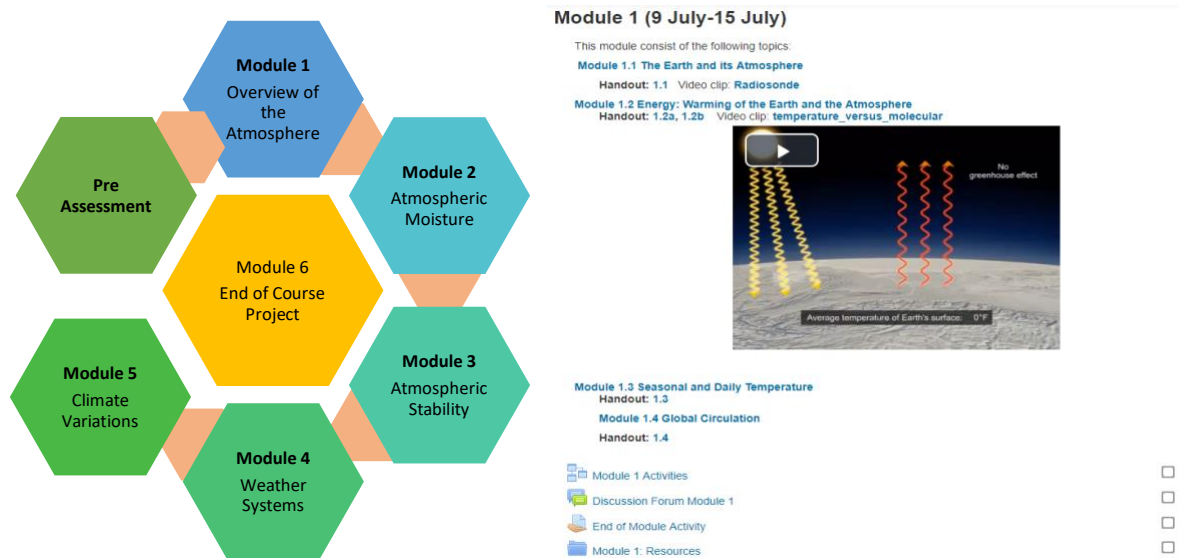 Module 1
Overview of
the
Atmosphere
Pre
Assessment
Module 2
Atmospheric
Moisture
Module 6
End of Course
Project
Module 5
Climate
Variations
Module 3
Atmospheric
Stability
Module 4
Weather
Systems
Module 1 (9 July-15 July)
This module consist of the following topics:
Module 1.1 The Earth and its Atmosphere
Handout: 1.1 Video clip: Radiosonde
Module 1.2 Energy: Warming of the Earth and the Atmosphere
Handout: 1.2a, 1.2b Video clip: temperature_versus_molecular
No
greenhouse effect
Average temperature of Earth's surface: 0°F
Module 1.3 Seasonal and Daily Temperature
Handout: 1.3
Module 1.4 Global Circulation
Handout: 1.4
Module 1 Activities
Discussion Forum Module 1
End of Module Activity
Module 1: Resources